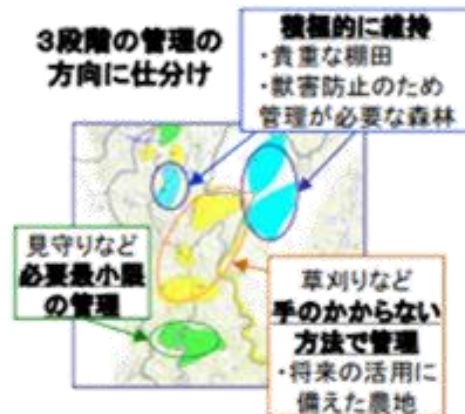 3段階の管理の
方向に仕分け
積極的に維持
・貴重な棚田
・獣害防止のため
管理が必要な森林
見守りなど
必要最小限
の管理
草刈りなど
手のかからない
方法で管理
・将来の活用に
備えた農地